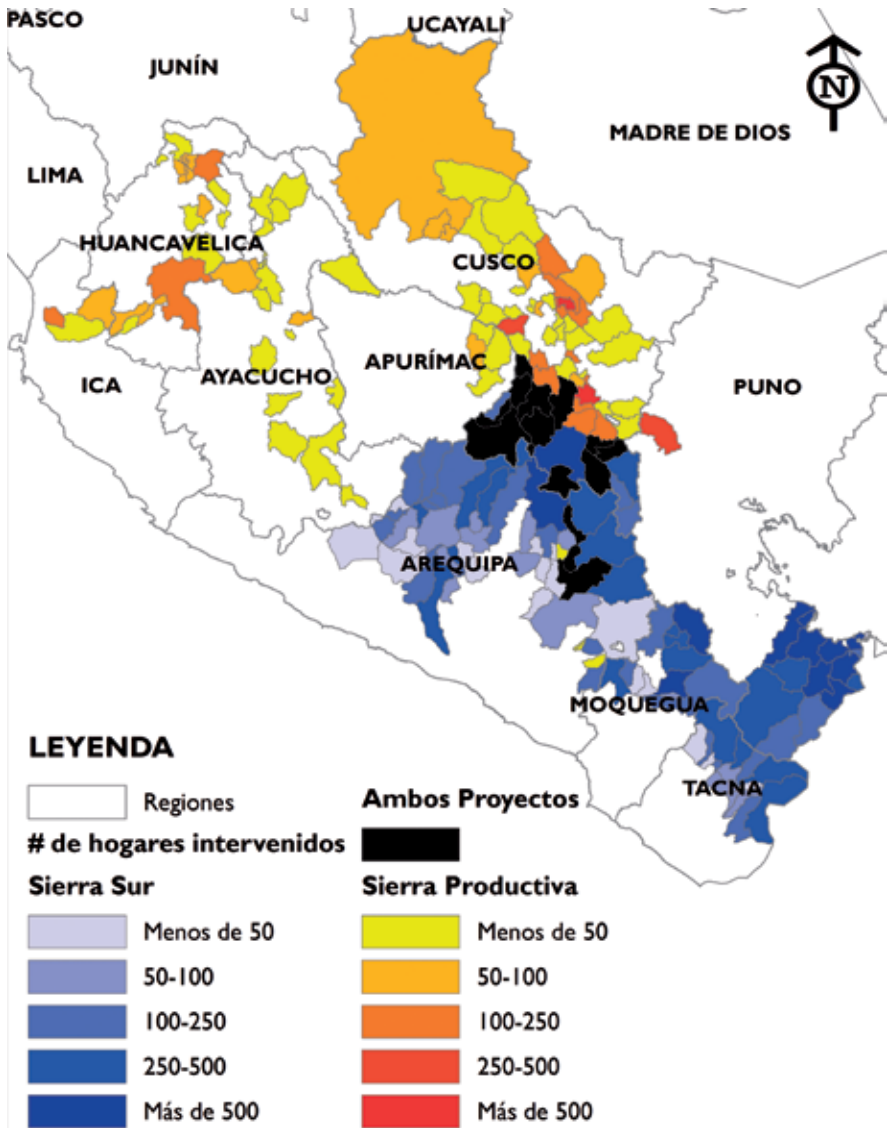 PASCO
UCAYALI
JUNÍN
N
MADRE DE DIOS
LIMA
HUANCAVELICA
CUSCO
APURÍMAC
ICA
AYACUCHO
PUNO
AREQUIPA
MOQUEGUA
TACNA
LEYENDA
Regiones
# de hogares intervenidos
Sierra Sur
Menos de 50
50-100
100-250
250-500
Más de 500
Ambos Proyectos
Sierra Productiva
Menos de 50
50-100
100-250
250-500
Más de 500